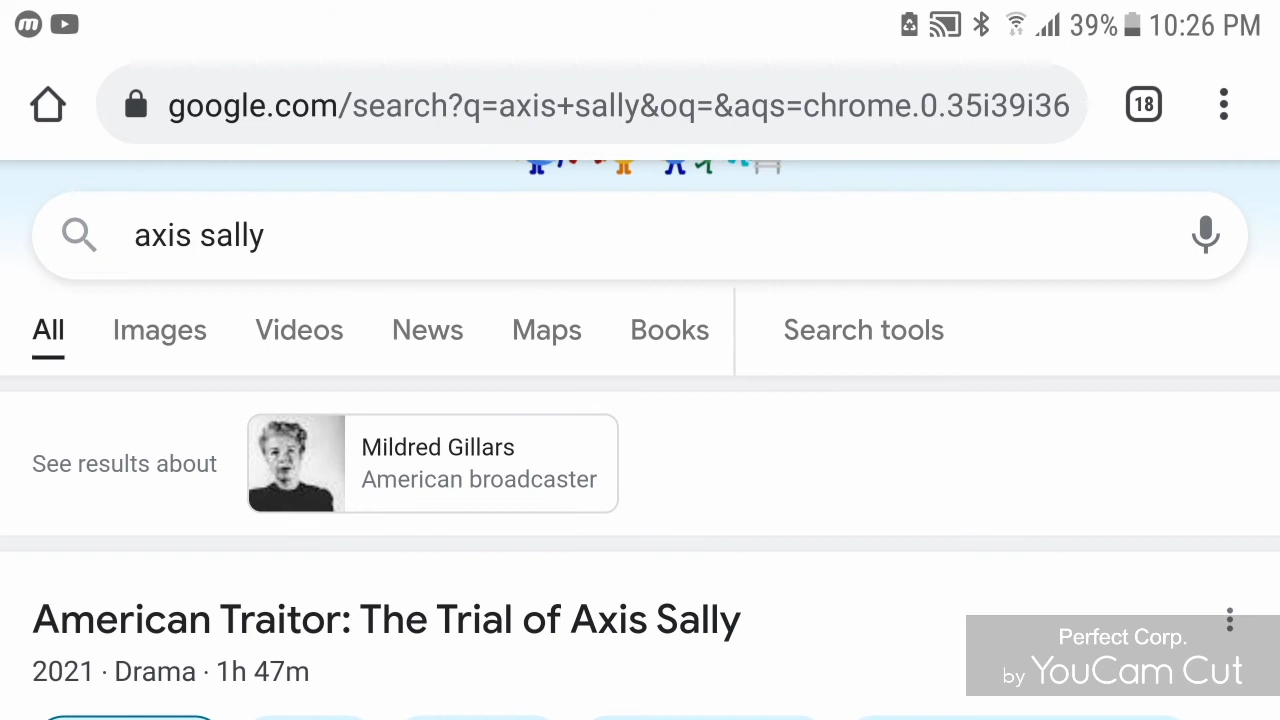 39% 10:26 PM
google.com/search?q=axis+sally&oq=&aqs=chrome.0.35i39i36
18
axis sally
All Images Videos News Maps Books Search tools
See results about
Mildred Gillars
American broadcaster
American Traitor: The Trial of Axis Sally
2021 · Drama · 1h 47m
Perfect Corp.
by YouCam Cut